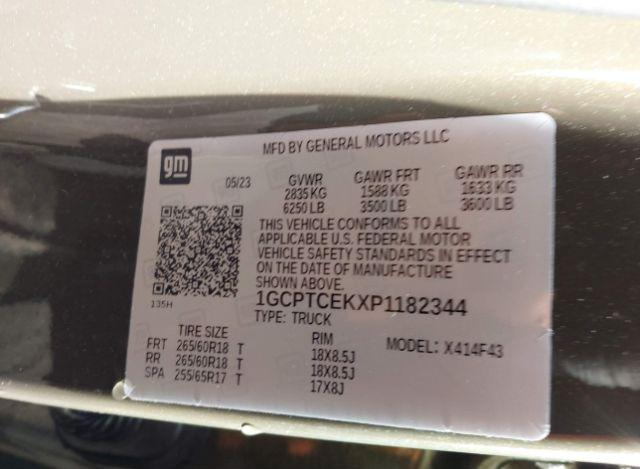 MFD BY GENERAL MOTORS LLC
gm
05/23 GVWR GAWR FRT GAWR RR
2835 KG 1588 KG 1633 KG
6250 LB 3500 LB 3600 LB
THIS VEHICLE CONFORMS TO ALL
APPLICABLE U.S. FEDERAL MOTOR
VEHICLE SAFETY STANDARDS IN EFFECT
ON THE DATE OF MANUFACTURE
SHOWN ABOVE.
135H
1GCPTCEKXP1182344
TYPE: TRUCK
TIRE SIZE RIM MODEL: X414F43
FRT 265/60R18 T 18X8.5J
RR 265/60R18 T 18X8.5J
SPA 255/65R17 T 17X8J